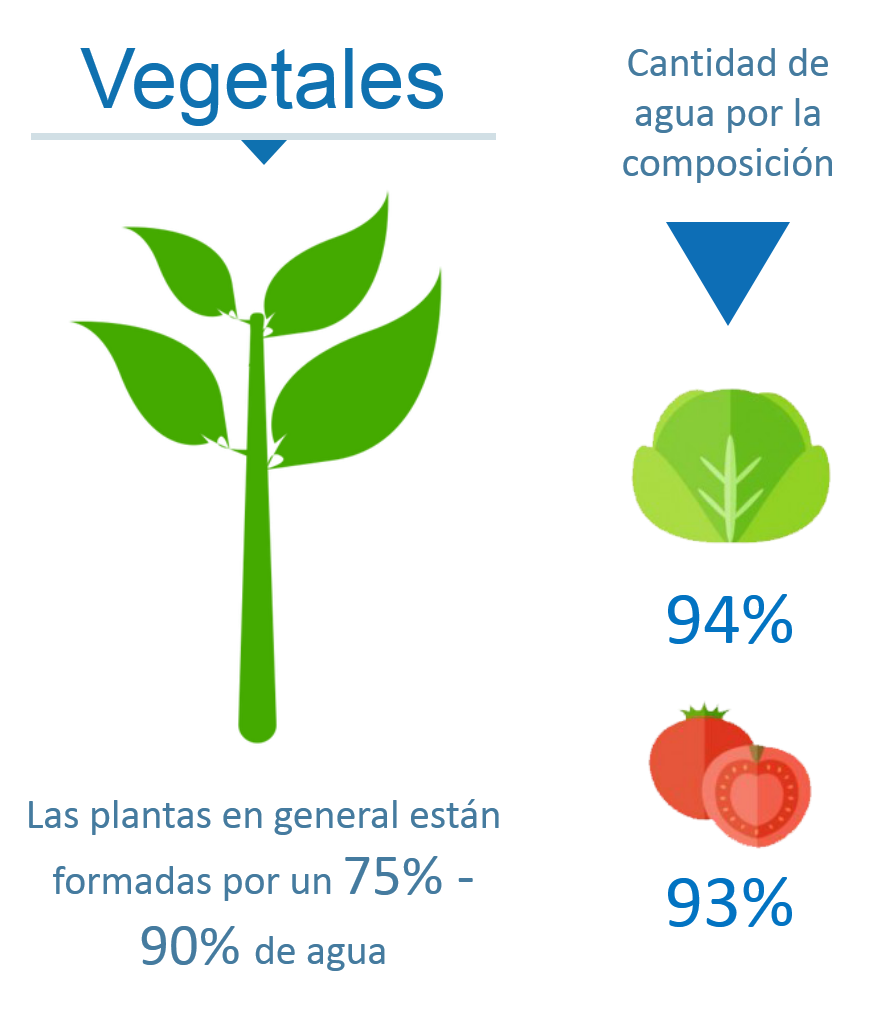 Vegetales
Las plantas en general están
formadas por un 75% -
90% de agua
Cantidad de
agua por la
composición
94%
93%